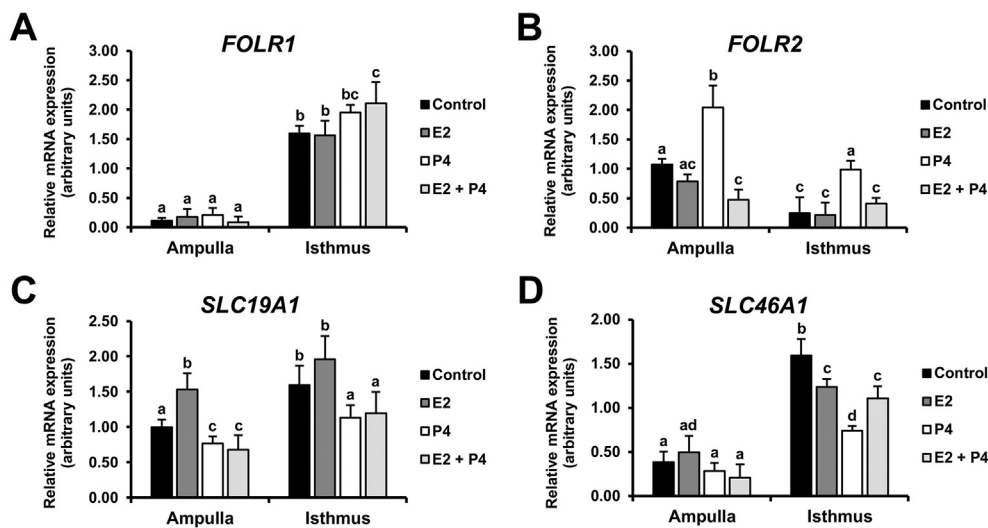 A
FOLR1
Relative mRNA expression
(arbitrary units)
3.00
2.50
2.00
1.50
1.00
0.50
0.00
a a a a
b b bc c
Ampulla Isthmus
B
FOLR2
Relative mRNA expression
(arbitrary units)
3.00
2.50
2.00
1.50
1.00
0.50
0.00
a ac b c
c c a c
Ampulla Isthmus
Control
E2
P4
E2 + P4
C
SLC19A1
Relative mRNA expression
(arbitrary units)
2.50
2.00
1.50
1.00
0.50
0.00
a b c c
b b a a
Ampulla Isthmus
Control
E2
P4
E2 + P4
D
SLC46A1
Relative mRNA expression
(arbitrary units)
2.00
1.50
1.00
0.50
0.00
a ad a a
b c d c
Ampulla Isthmus
Control
E2
P4
E2 + P4
Control
E2
P4
E2 + P4